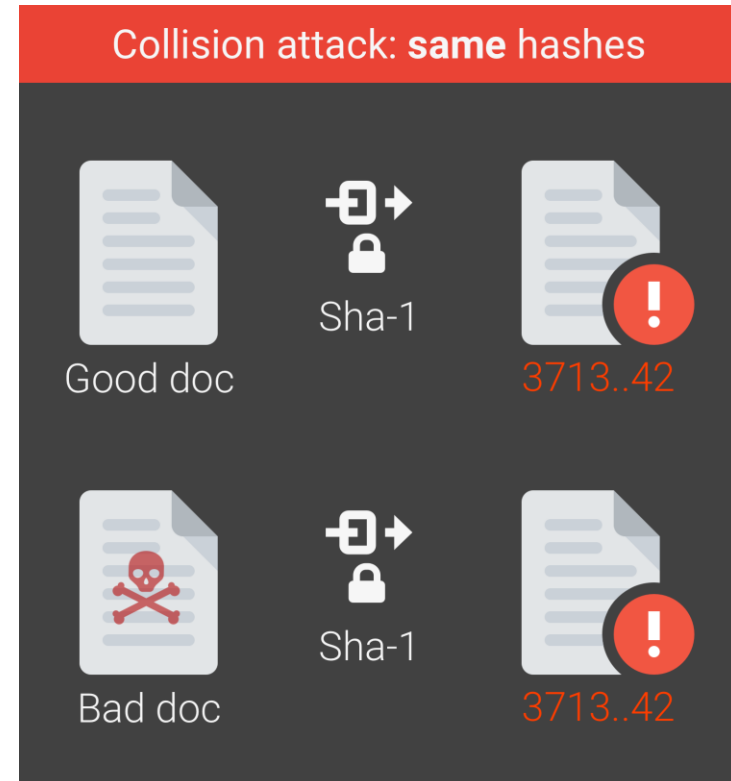 Collision attack: same hashes
Sha-1
Good doc
3713..42
Sha-1
Bad doc
3713..42